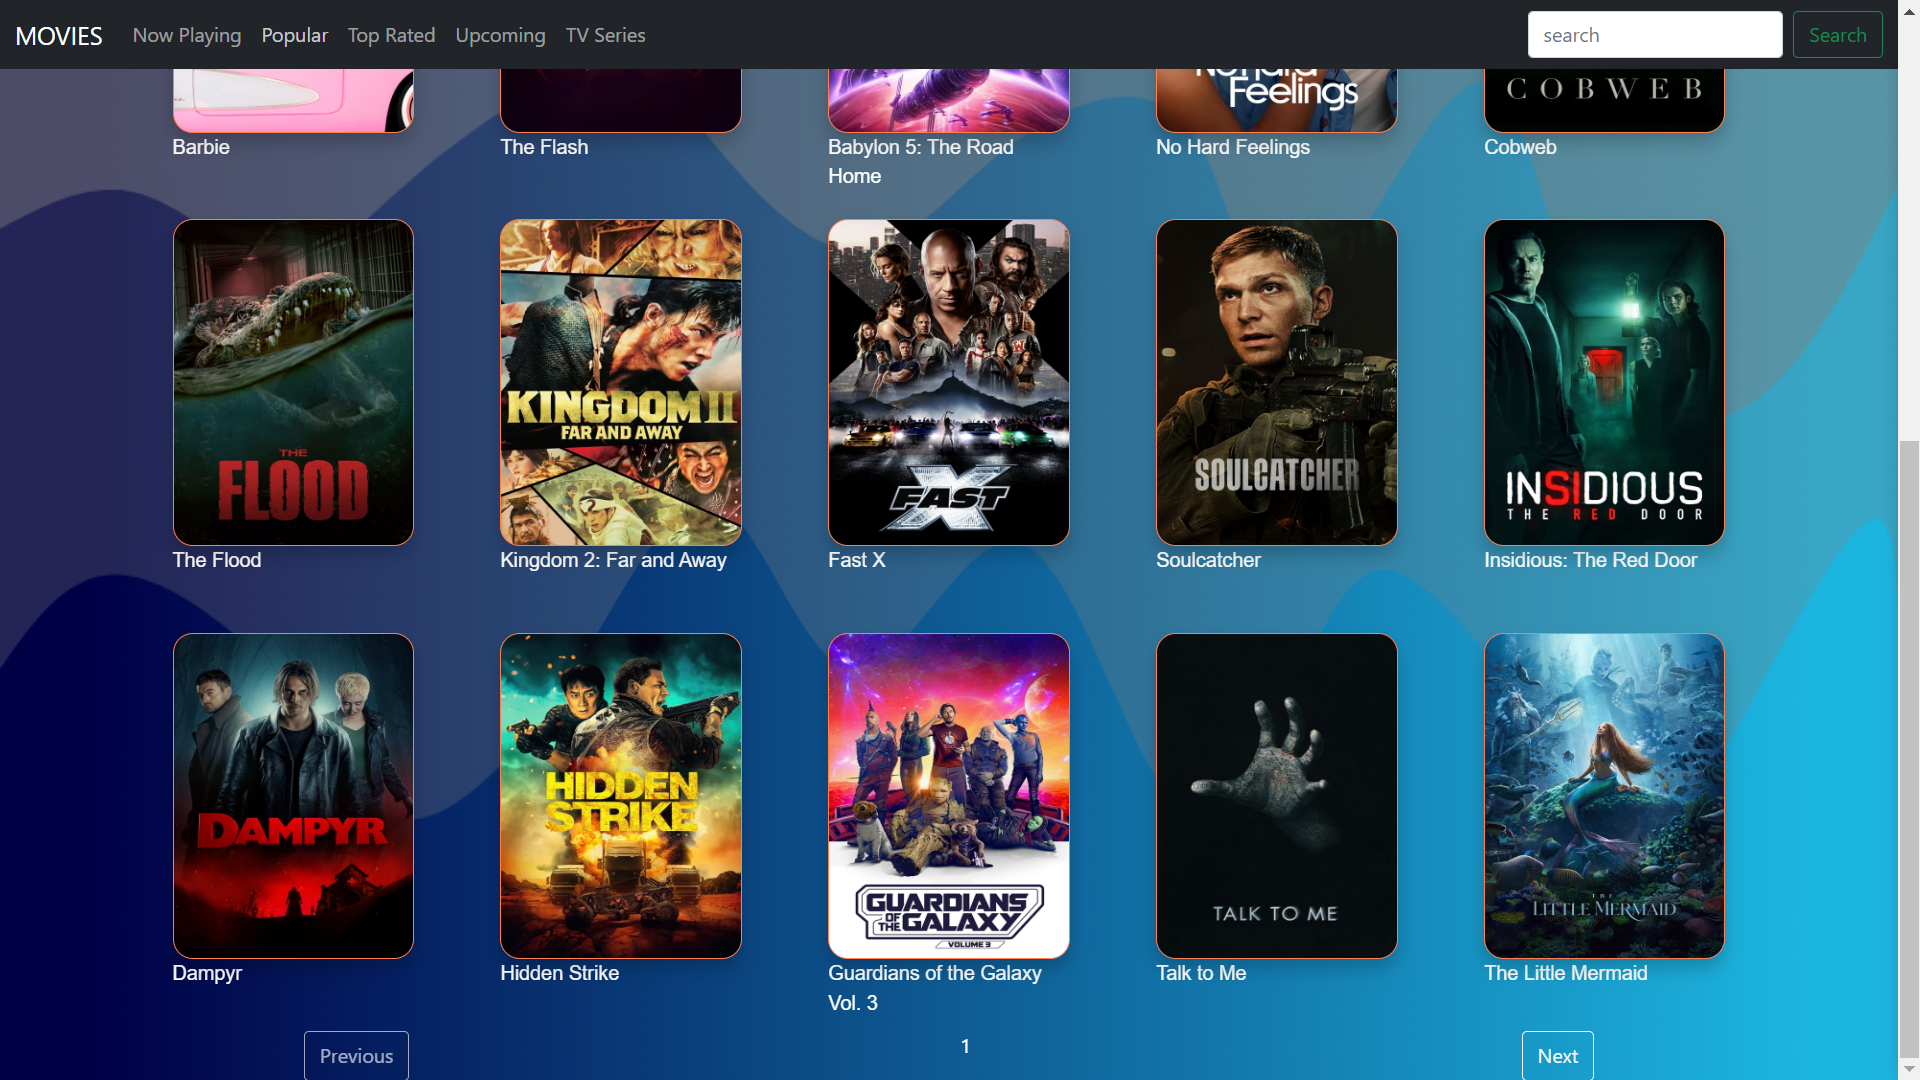 MOVIES Now Playing Popular Top Rated Upcoming TV Series search Search
No Hard
Feelings
COBWEB
Barbie
The Flash
Babylon 5: The Road
Home
No Hard Feelings
Cobweb
THE
FLOOD
KINGDOM II
FAR AND AWAY
FAST X
SOULCATCHER
INSIDIOUS
THE RED DOOR
The Flood
Kingdom 2: Far and Away
Fast X
Soulcatcher
Insidious: The Red Door
DAMPYR
HIDDEN
STRIKE
GUARDIANS
OF THE GALAXY
VOLUME 3
TALK TO ME
THE
LITTLE MERMAID
Dampyr
Hidden Strike
Guardians of the Galaxy
Vol. 3
Talk to Me
The Little Mermaid
Previous 1 Next